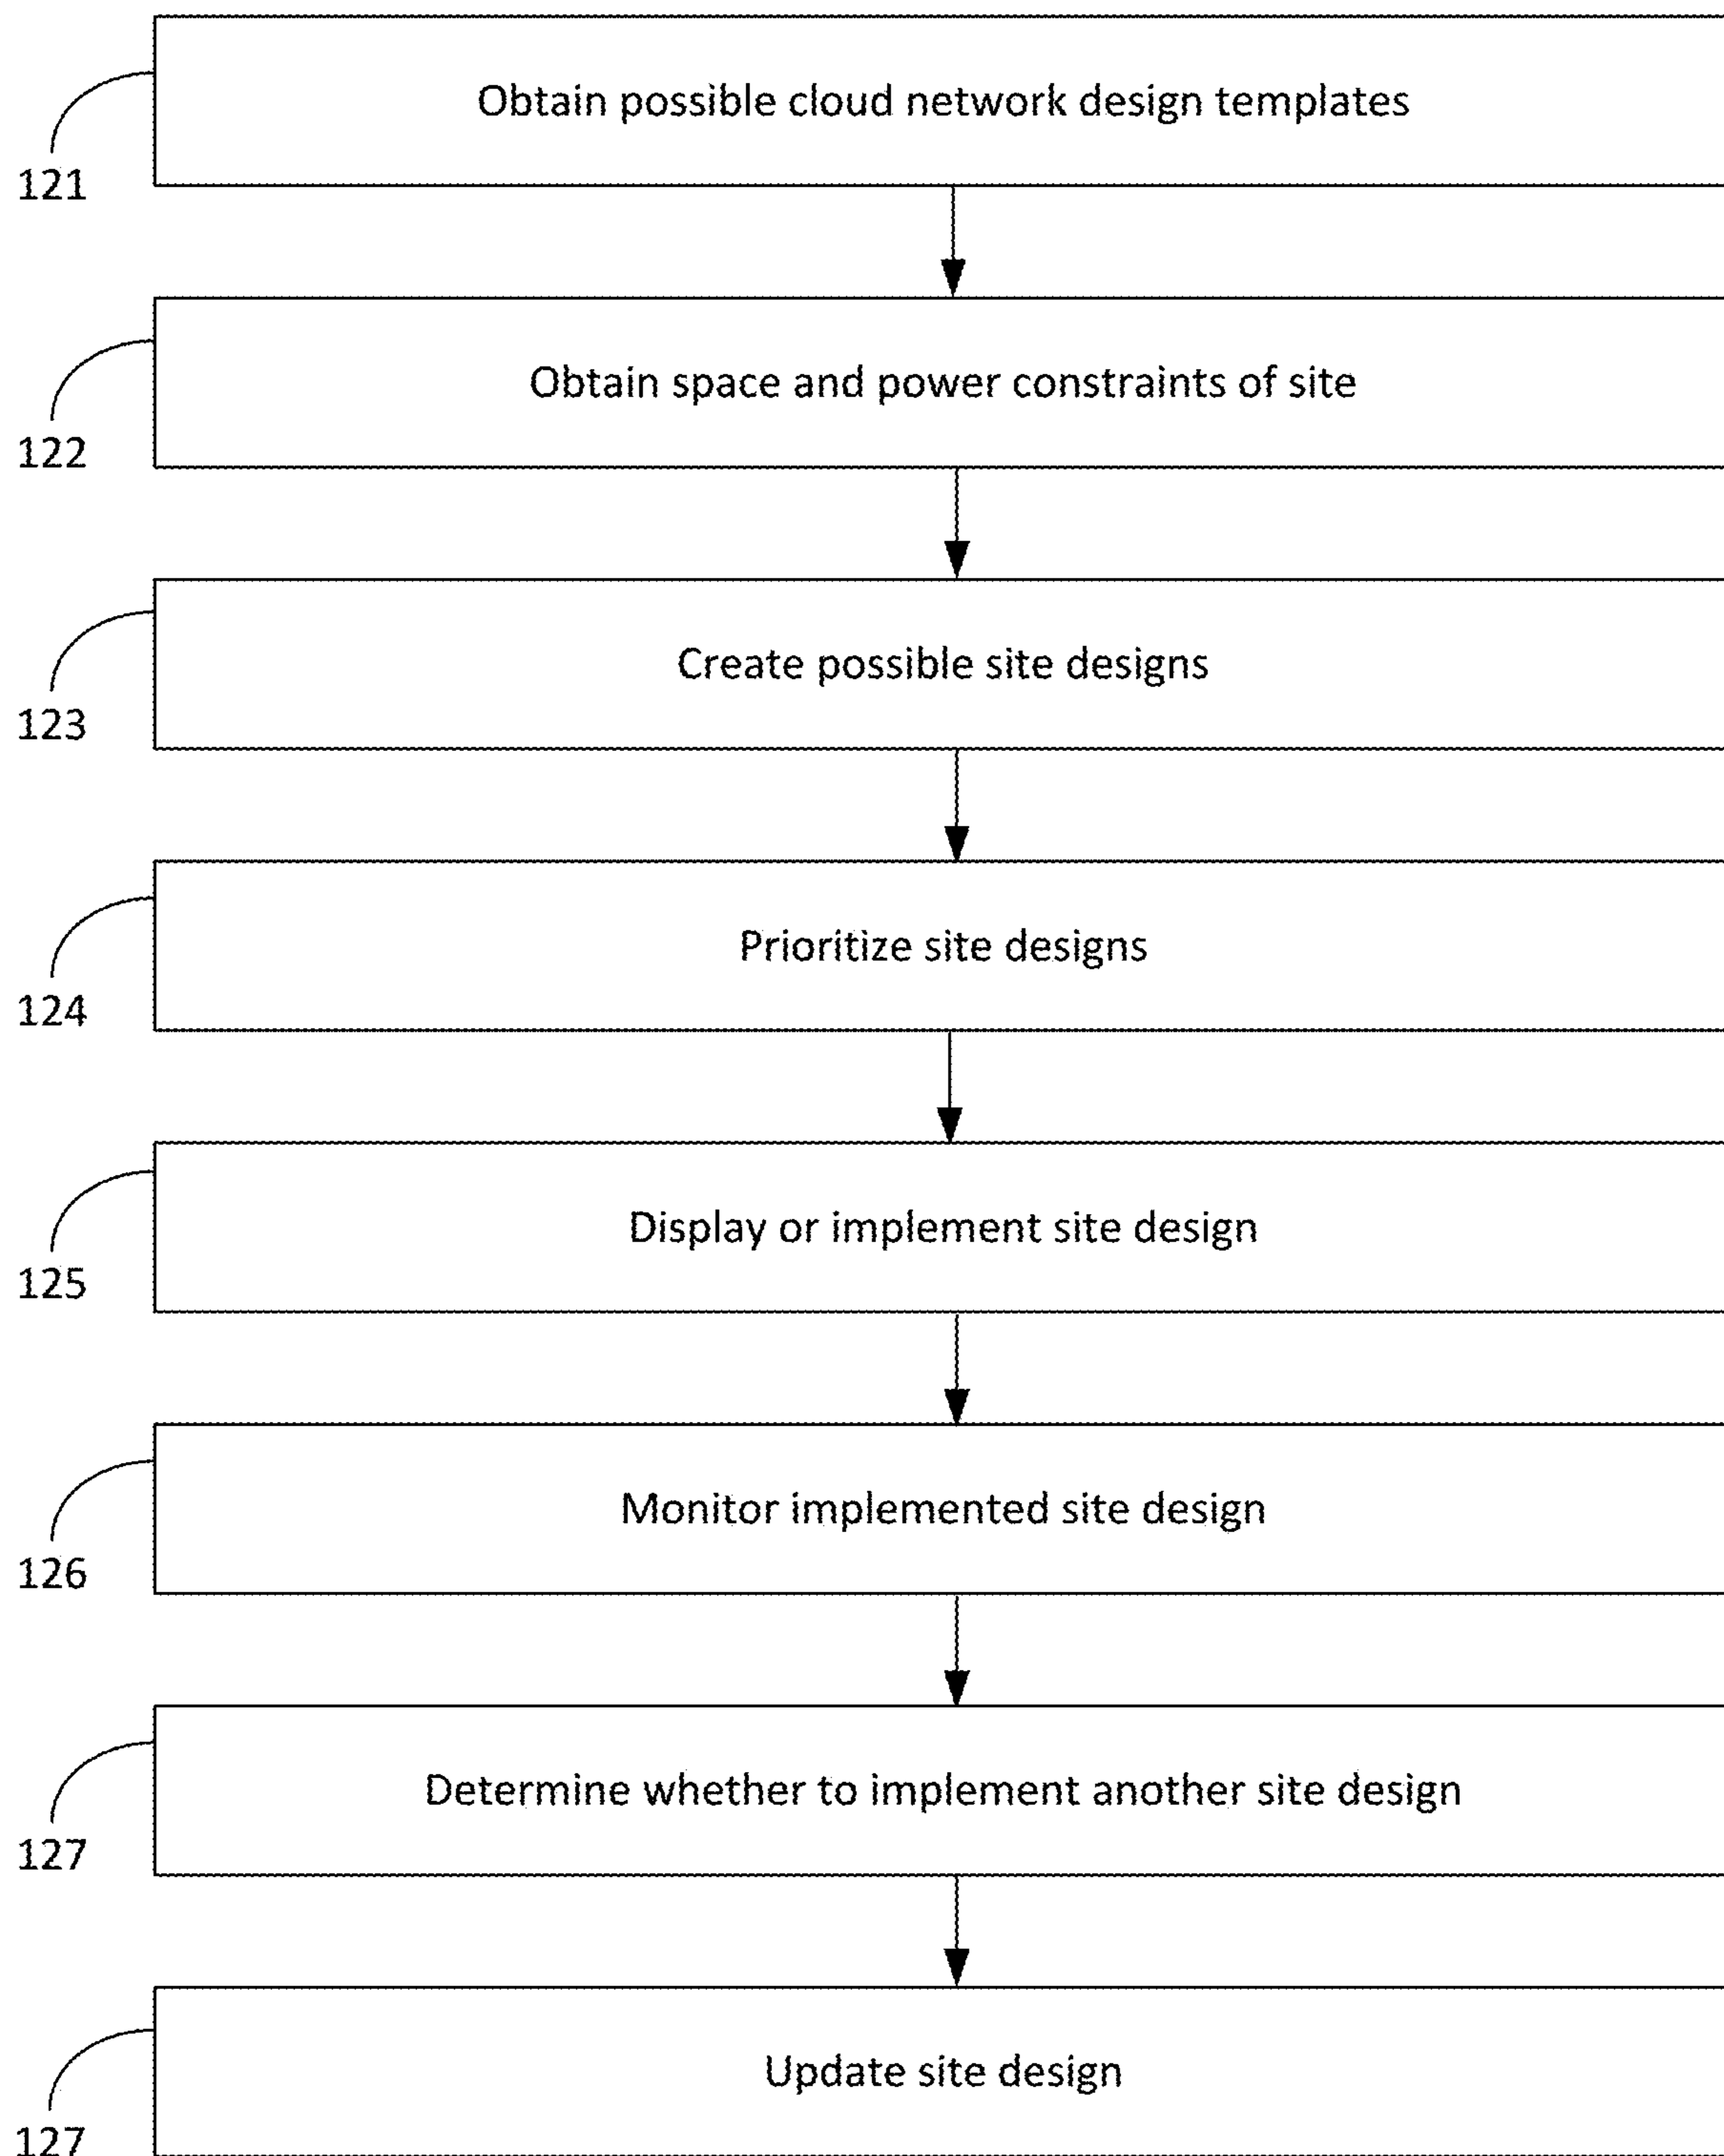 Obtain possible cloud network design templates
121
Obtain space and power constraints of site
122
Create possible site designs
123
Prioritize site designs
124
Display or implement site design
125
Monitor implemented site design
126
Determine whether to implement another site design
127
Update site design
127